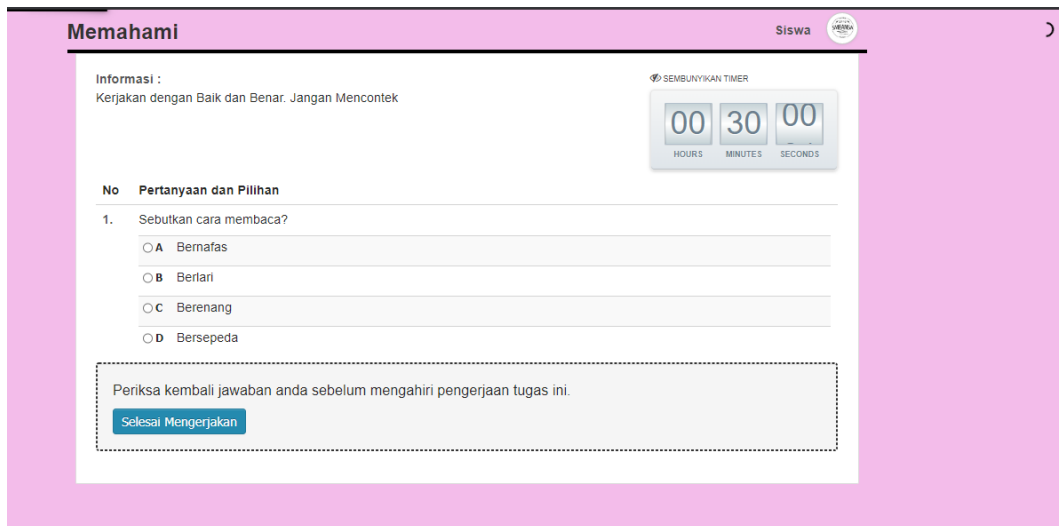 Memahami
Siswa
Informasi :
Kerjakan dengan Baik dan Benar. Jangan Mencontek
SEMBUNYIKAN TIMER
00 30 00
HOURS MINUTES SECONDS
No Pertanyaan dan Pilihan
1. Sebutkan cara membaca?
A Bernafas
B Berlari
C Berenang
D Bersepeda
Periksa kembali jawaban anda sebelum mengahiri pengerjaan tugas ini.
Selesai Mengerjakan